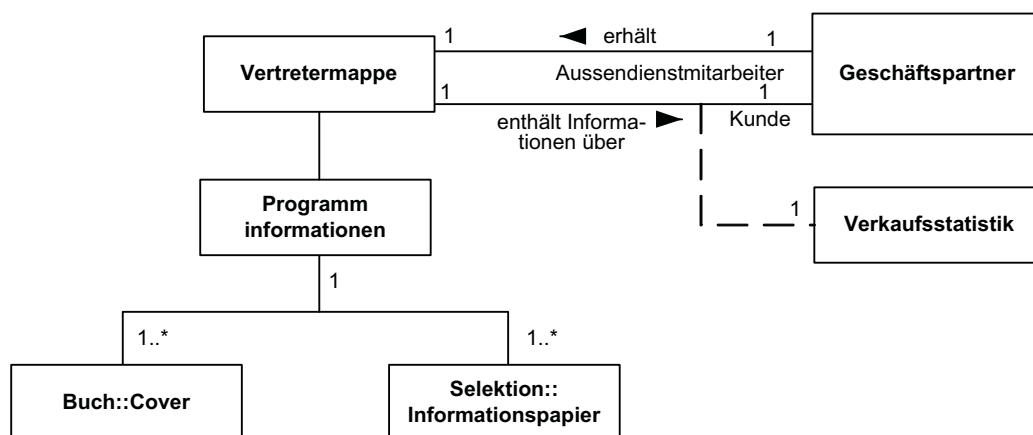 1
erhält
1
Vertretermappe
Aussendienstmitarbeiter
Geschäftspartner
1
1
enthält Informa-
tionen über
Kunde
Programm
informationen
1
Verkaufsstatistik
1
1..*
1..*
Buch::Cover
Selektion::
Informationspapier